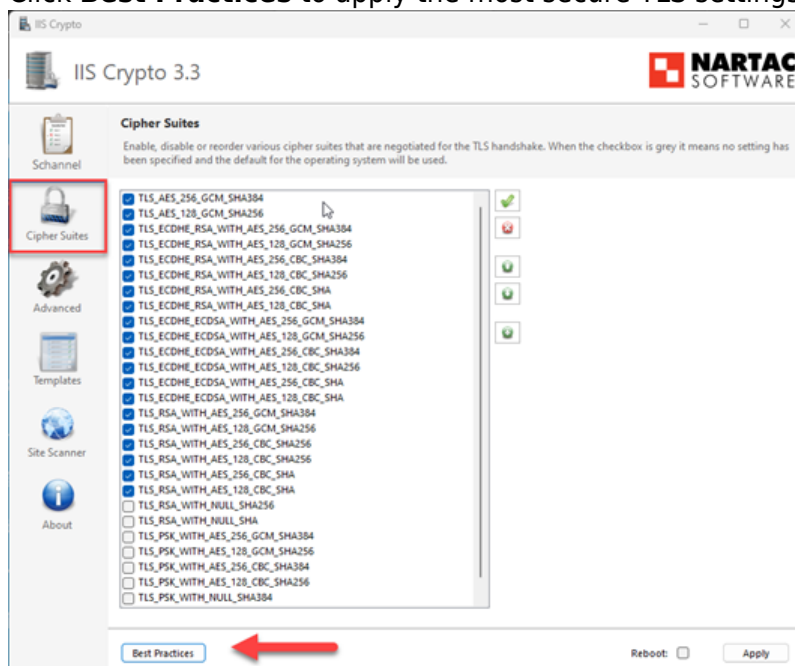 Click Best Practices to apply the most secure TLS settings
IIS Crypto
IIS Crypto 3.3
NARTAC
SOFTWARE
Schannel
Cipher Suites
Advanced
Templates
Site Scanner
About
Cipher Suites
Enable, disable or reorder various cipher suites that are negotiated for the TLS handshake. When the checkbox is grey it means no setting has
been specified and the default for the operating system will be used.
TLS_AES_256_GCM_SHA384
TLS_AES_128_GCM_SHA256
TLS_ECDHE_RSA_WITH_AES_256_GCM_SHA384
TLS_ECDHE_RSA_WITH_AES_128_GCM_SHA256
TLS_ECDHE_RSA_WITH_AES_256_CBC_SHA384
TLS_ECDHE_RSA_WITH_AES_128_CBC_SHA256
TLS_ECDHE_RSA_WITH_AES_256_CBC_SHA
TLS_ECDHE_RSA_WITH_AES_128_CBC_SHA
TLS_ECDHE_ECDSA_WITH_AES_256_GCM_SHA384
TLS_ECDHE_ECDSA_WITH_AES_128_GCM_SHA256
TLS_ECDHE_ECDSA_WITH_AES_256_CBC_SHA384
TLS_ECDHE_ECDSA_WITH_AES_128_CBC_SHA256
TLS_ECDHE_ECDSA_WITH_AES_256_CBC_SHA
TLS_ECDHE_ECDSA_WITH_AES_128_CBC_SHA
TLS_RSA_WITH_AES_256_GCM_SHA384
TLS_RSA_WITH_AES_128_GCM_SHA256
TLS_RSA_WITH_AES_256_CBC_SHA256
TLS_RSA_WITH_AES_128_CBC_SHA256
TLS_RSA_WITH_AES_256_CBC_SHA
TLS_RSA_WITH_AES_128_CBC_SHA
TLS_RSA_WITH_NULL_SHA256
TLS_RSA_WITH_NULL_SHA
TLS_PSK_WITH_AES_256_GCM_SHA384
TLS_PSK_WITH_AES_128_GCM_SHA256
TLS_PSK_WITH_AES_256_CBC_SHA384
TLS_PSK_WITH_AES_128_CBC_SHA256
TLS_PSK_WITH_NULL_SHA384
Best Practices
Reboot:
Apply